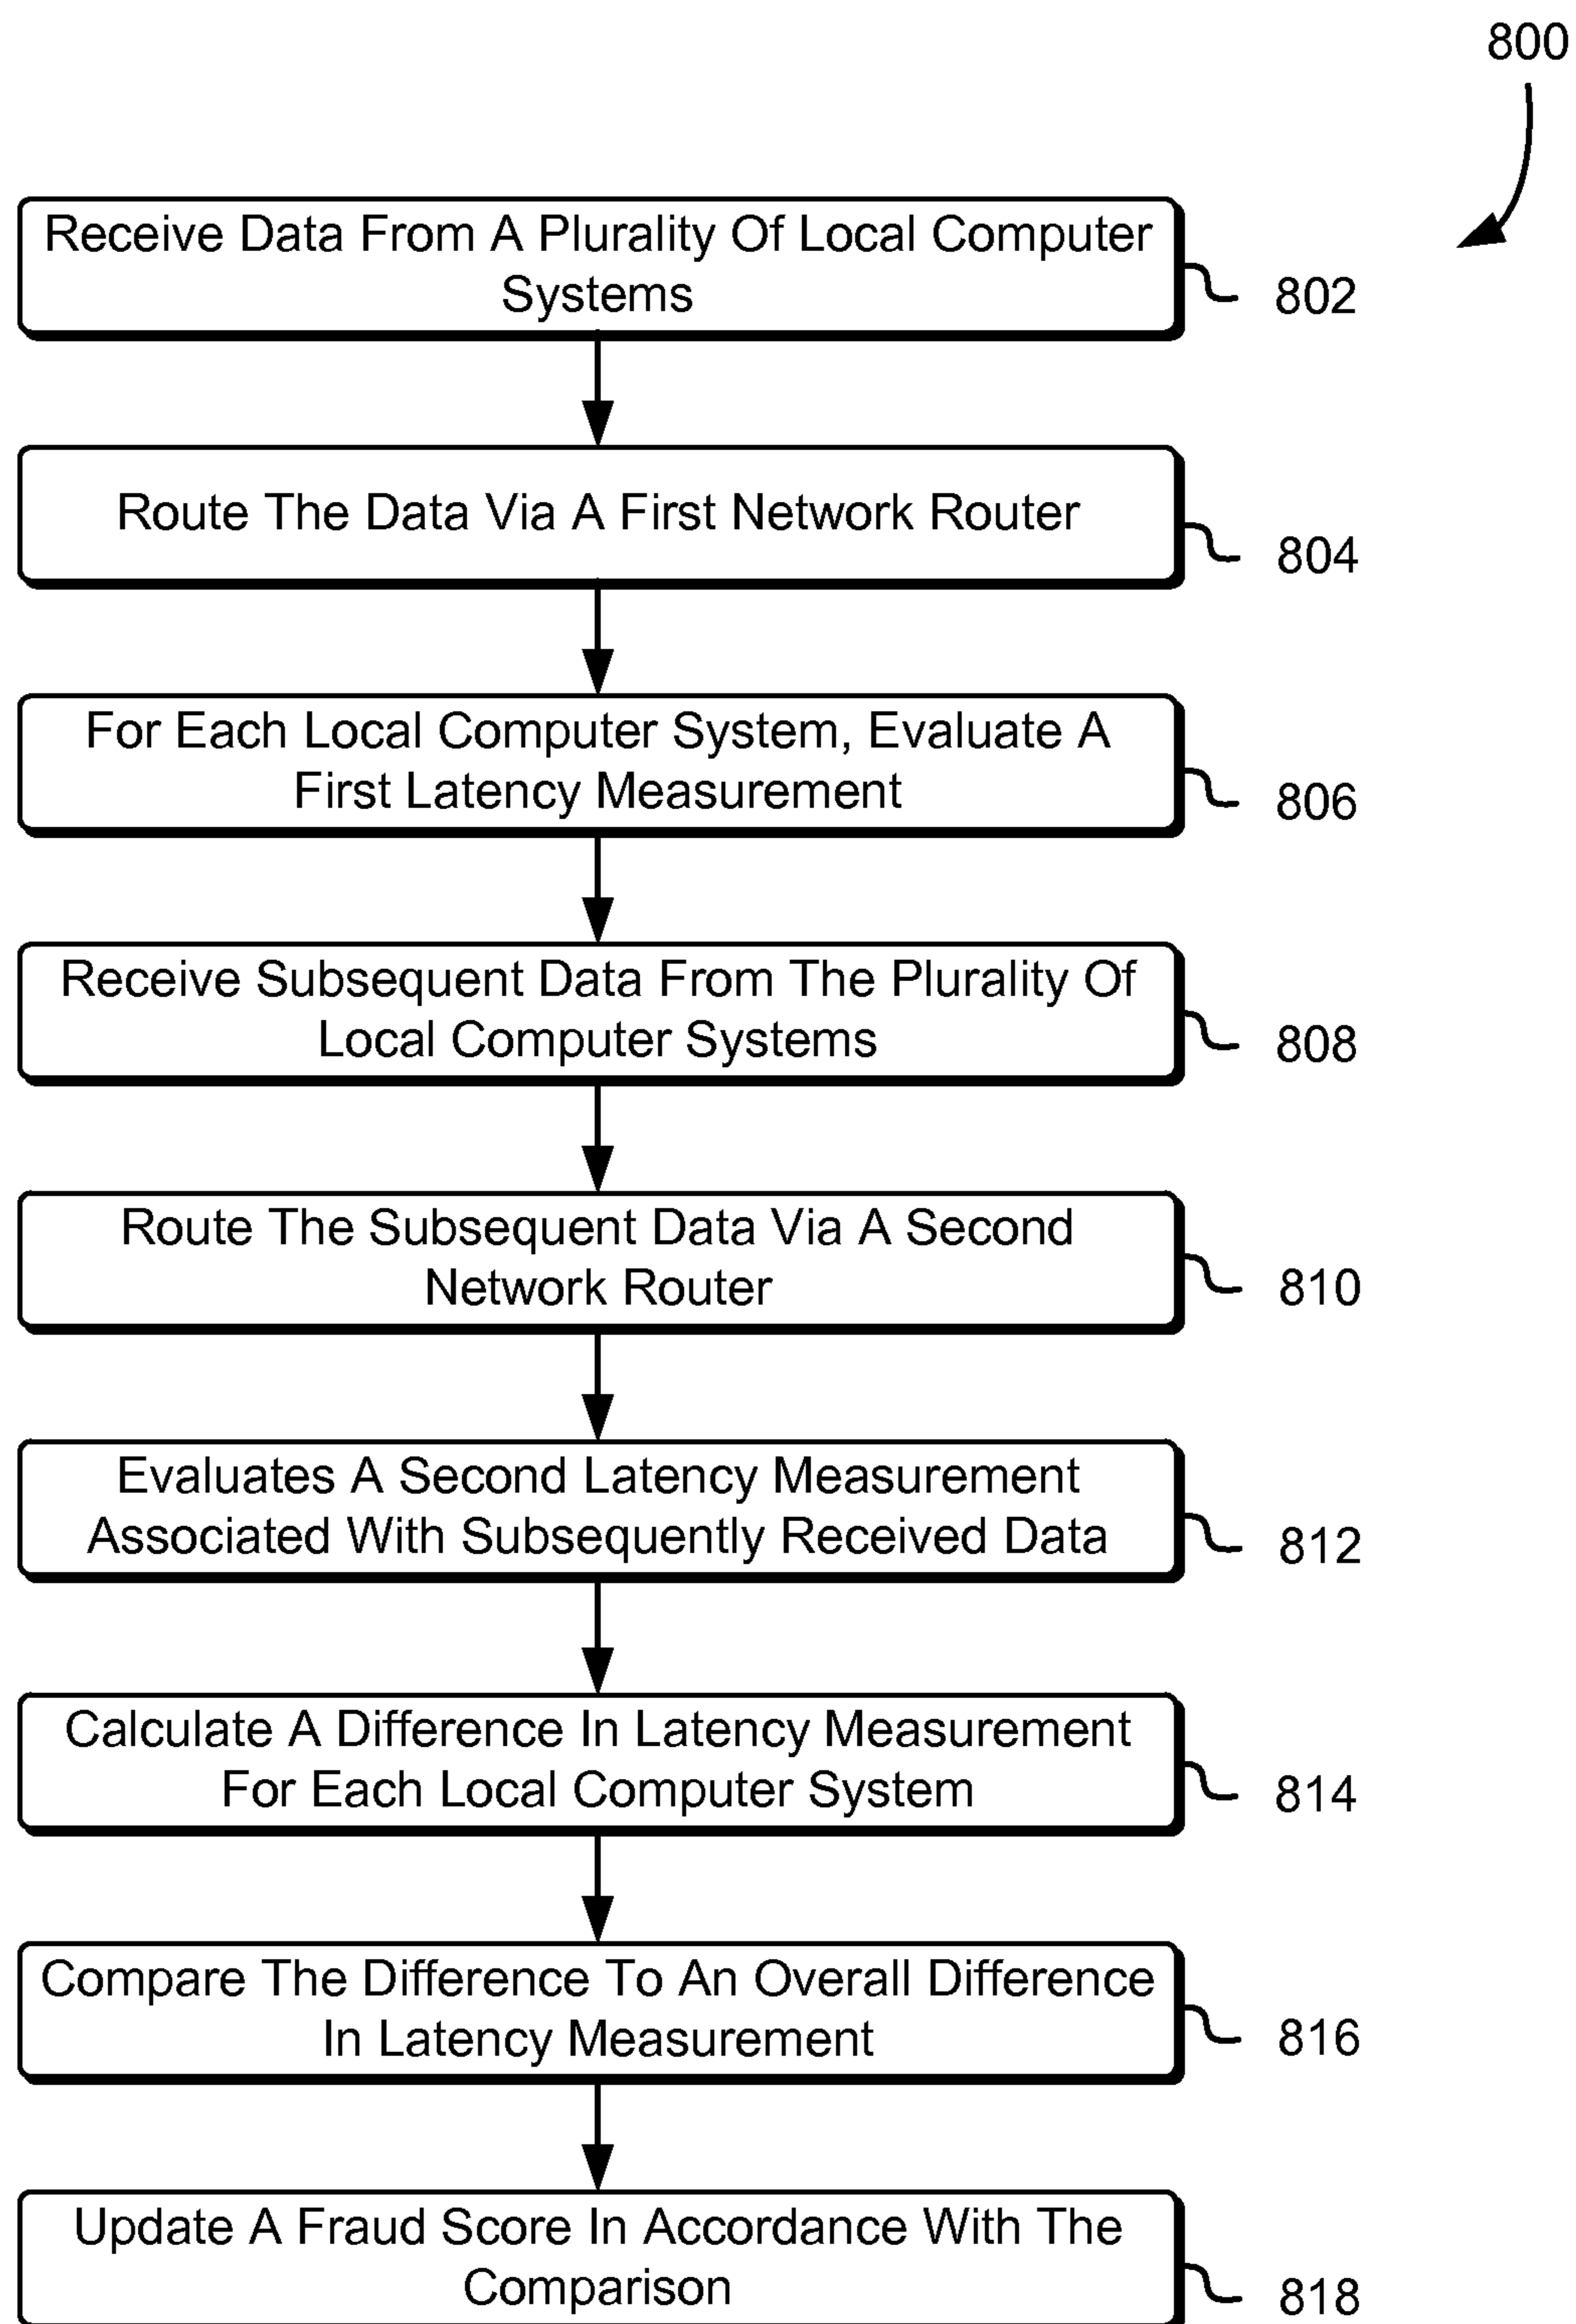 800
Receive Data From A Plurality Of Local Computer
Systems
802
Route The Data Via A First Network Router
804
For Each Local Computer System, Evaluate A
First Latency Measurement
806
Receive Subsequent Data From The Plurality Of
Local Computer Systems
808
Route The Subsequent Data Via A Second
Network Router
810
Evaluates A Second Latency Measurement
Associated With Subsequently Received Data
812
Calculate A Difference In Latency Measurement
For Each Local Computer System
814
Compare The Difference To An Overall Difference
In Latency Measurement
816
Update A Fraud Score In Accordance With The
Comparison
818